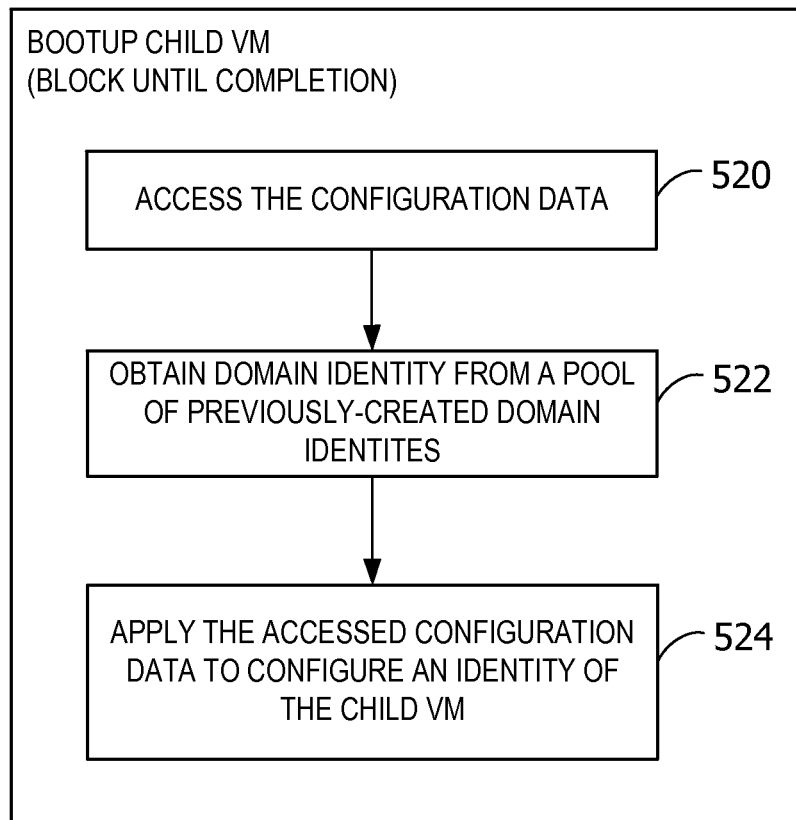 BOOTUP CHILD VM
(BLOCK UNTIL COMPLETION)
ACCESS THE CONFIGURATION DATA
520
OBTAIN DOMAIN IDENTITY FROM A POOL
OF PREVIOUSLY-CREATED DOMAIN
IDENTITES
522
APPLY THE ACCESSED CONFIGURATION
DATA TO CONFIGURE AN IDENTITY OF
THE CHILD VM
524